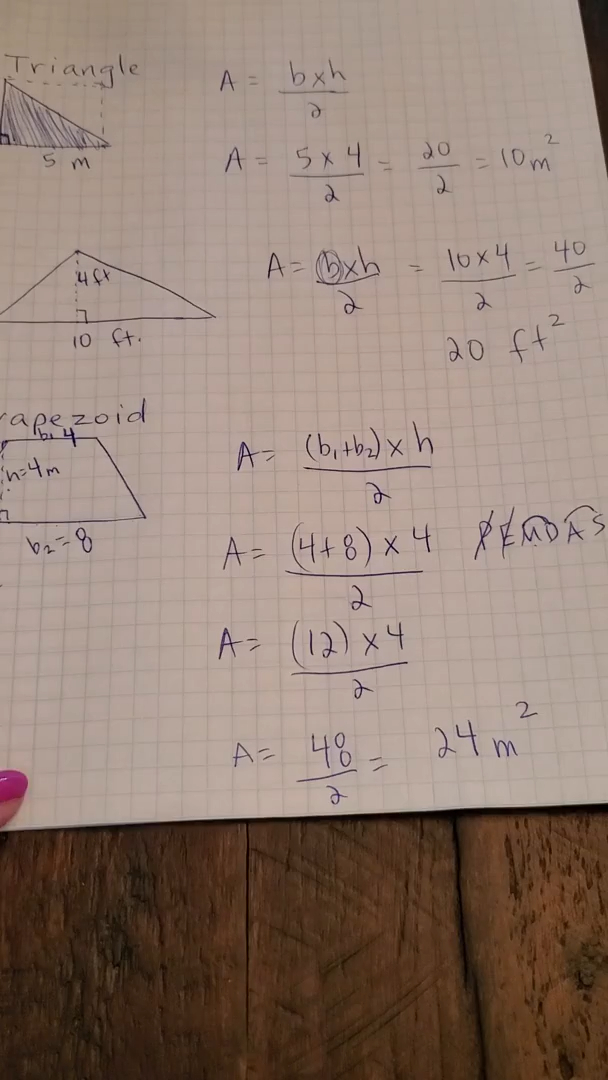 Triangle
A = b x h / 2
5 m
A = 5 x 4 / 2 = 20 / 2 = 10 m²
4 ft
10 ft.
A = b x h / 2 = 10 x 4 / 2 = 40 / 2
20 ft²
rapezoid
b₁ 4
h = 4 m
b₂ = 8
A = (b₁ + b₂) x h / 2
A = (4 + 8) x 4 / 2
PEMDAS
A = (12) x 4 / 2
A = 48 / 2 = 24 m²